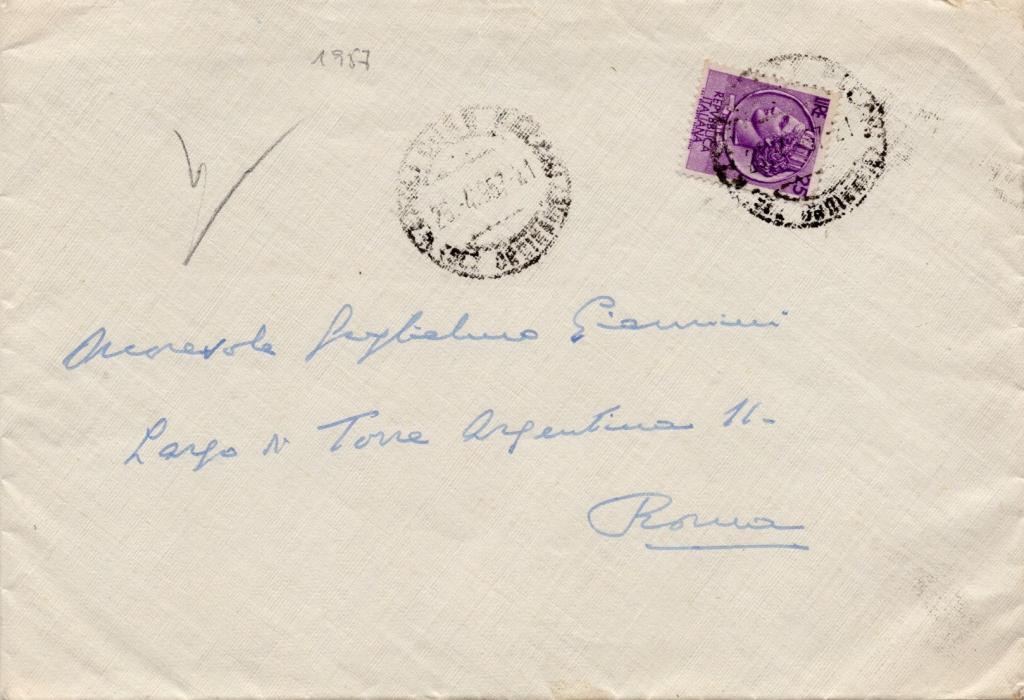 1957
REPUBBLICA
ITALIANA
LIRE
25
Onorevole Guglielmo Giannini
Largo di Torre Argentina 11-
Roma